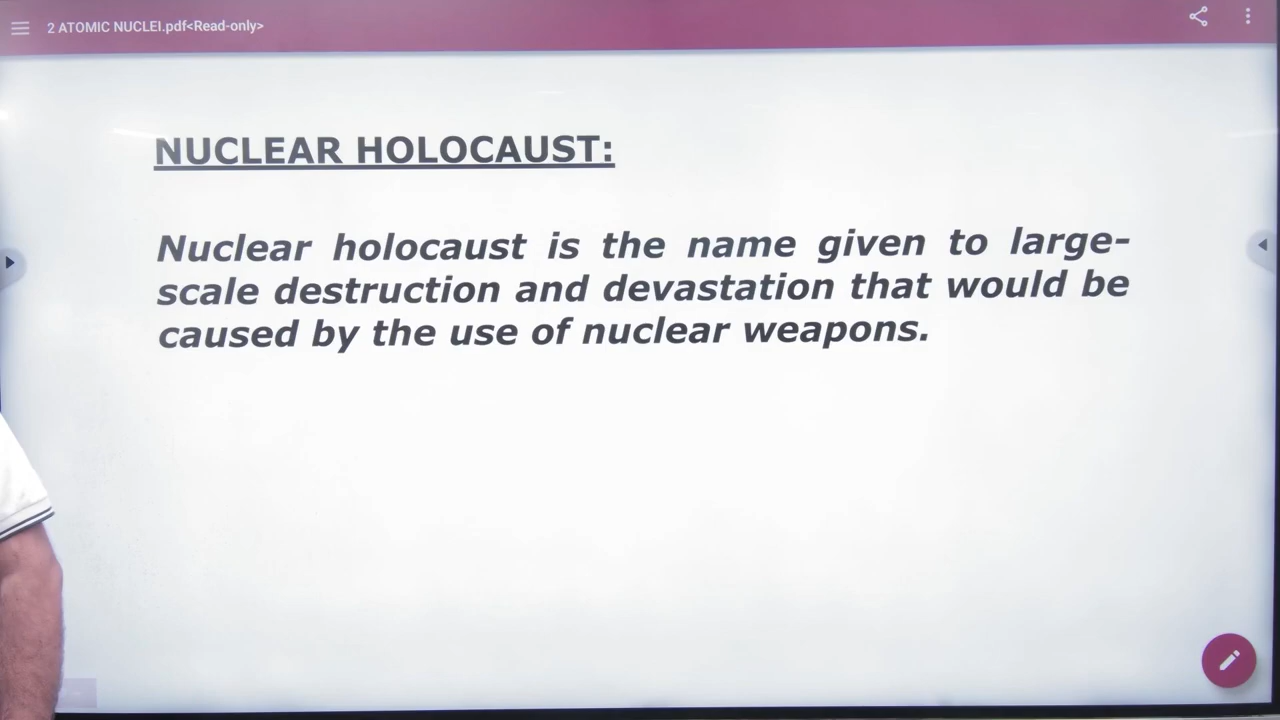 2 ATOMIC NUCLEI.pdf<Read-only>
NUCLEAR HOLOCAUST:
Nuclear holocaust is the name given to large-
scale destruction and devastation that would be
caused by the use of nuclear weapons.